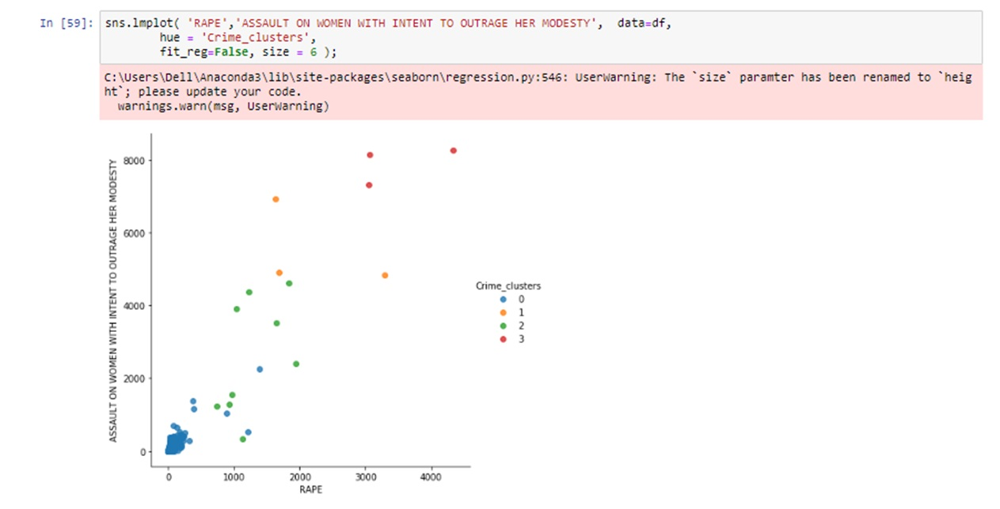 In [59]: sns.lmplot( 'RAPE','ASSAULT ON WOMEN WITH INTENT TO OUTRAGE HER MODESTY', data=df,
hue = 'Crime_clusters',
fit_reg=False, size = 6 );
C:\Users\Dell\Anaconda3\lib\site-packages\seaborn\regression.py:546: UserWarning: The `size` paramter has been renamed to `heig
ht`; please update your code.
warnings.warn(msg, UserWarning)
ASSAULT ON WOMEN WITH INTENT TO OUTRAGE HER MODESTY
8000
6000
4000
2000
0
0 1000 2000 3000 4000
RAPE
Crime_clusters
0
1
2
3